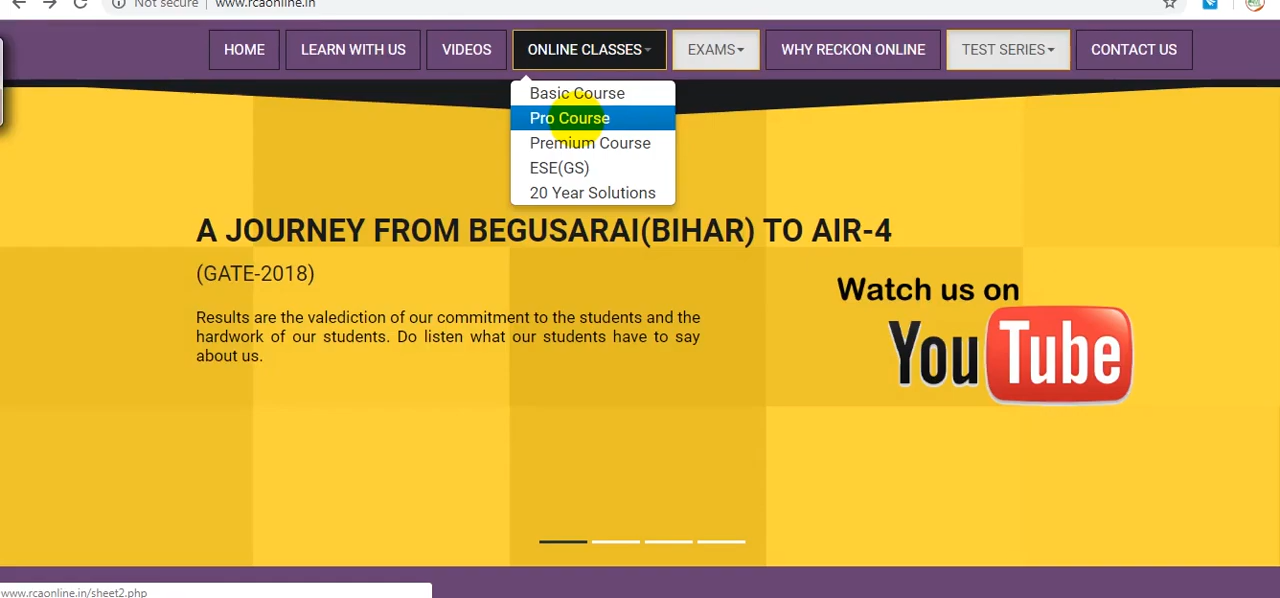 Not secure | www.rcaonline.in
HOME
LEARN WITH US
VIDEOS
ONLINE CLASSES
EXAMS
WHY RECKON ONLINE
TEST SERIES
CONTACT US
Basic Course
Pro Course
Premium Course
ESE(GS)
20 Year Solutions
A JOURNEY FROM BEGUSARAI(BIHAR) TO AIR-4
(GATE-2018)
Results are the valediction of our commitment to the students and the
hardwork of our students. Do listen what our students have to say
about us.
Watch us on
YouTube
www.rcaonline.in/sheet2.php